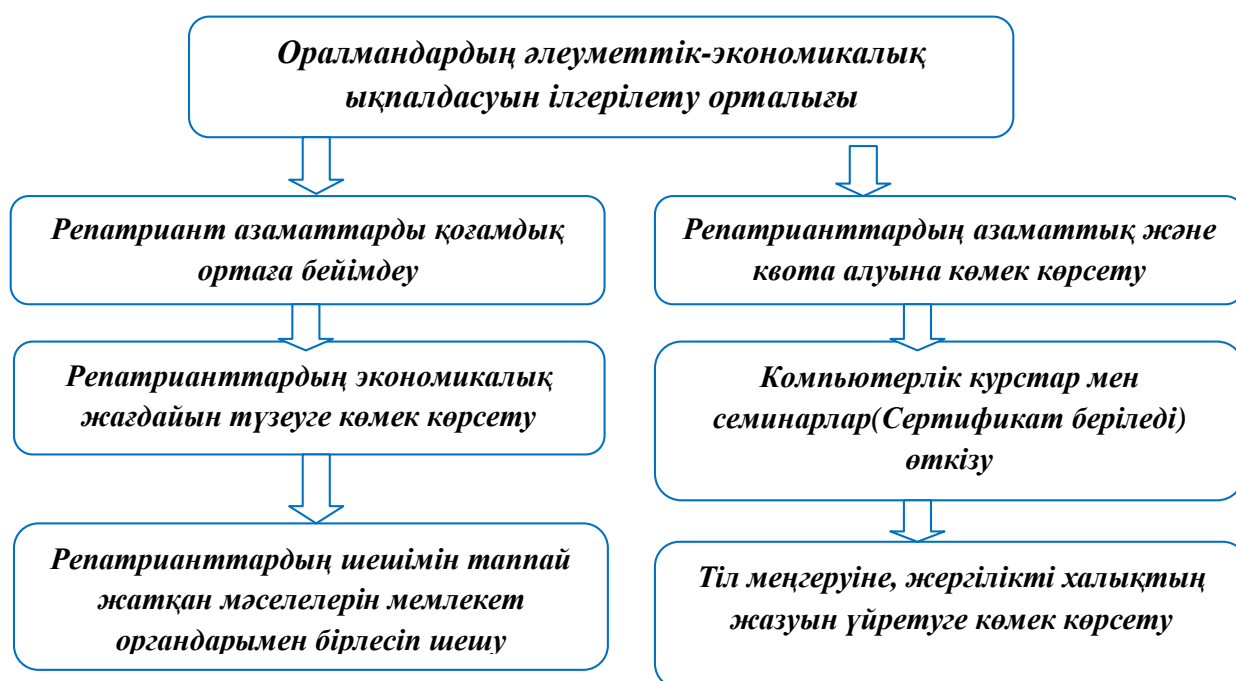 Оралмандардың әлеуметтік-экономикалық
ықпалдасуын ілгерілету орталығы
Репатриант азаматтарды қоғамдық
ортаға бейімдеу
Репатрианттардың азаматтық және
квота алуына көмек көрсету
Репатрианттардың экономикалық
жағдайын түзеуге көмек көрсету
Компьютерлік курстар мен
семинарлар(Сертификат беріледі)
өткізу
Репатрианттардың шешімін таппай
жатқан мәселелерін мемлекет
органдарымен бірлесіп шешу
Тіл меңгеруіне, жергілікті халықтың
жазуын үйретуге көмек көрсету